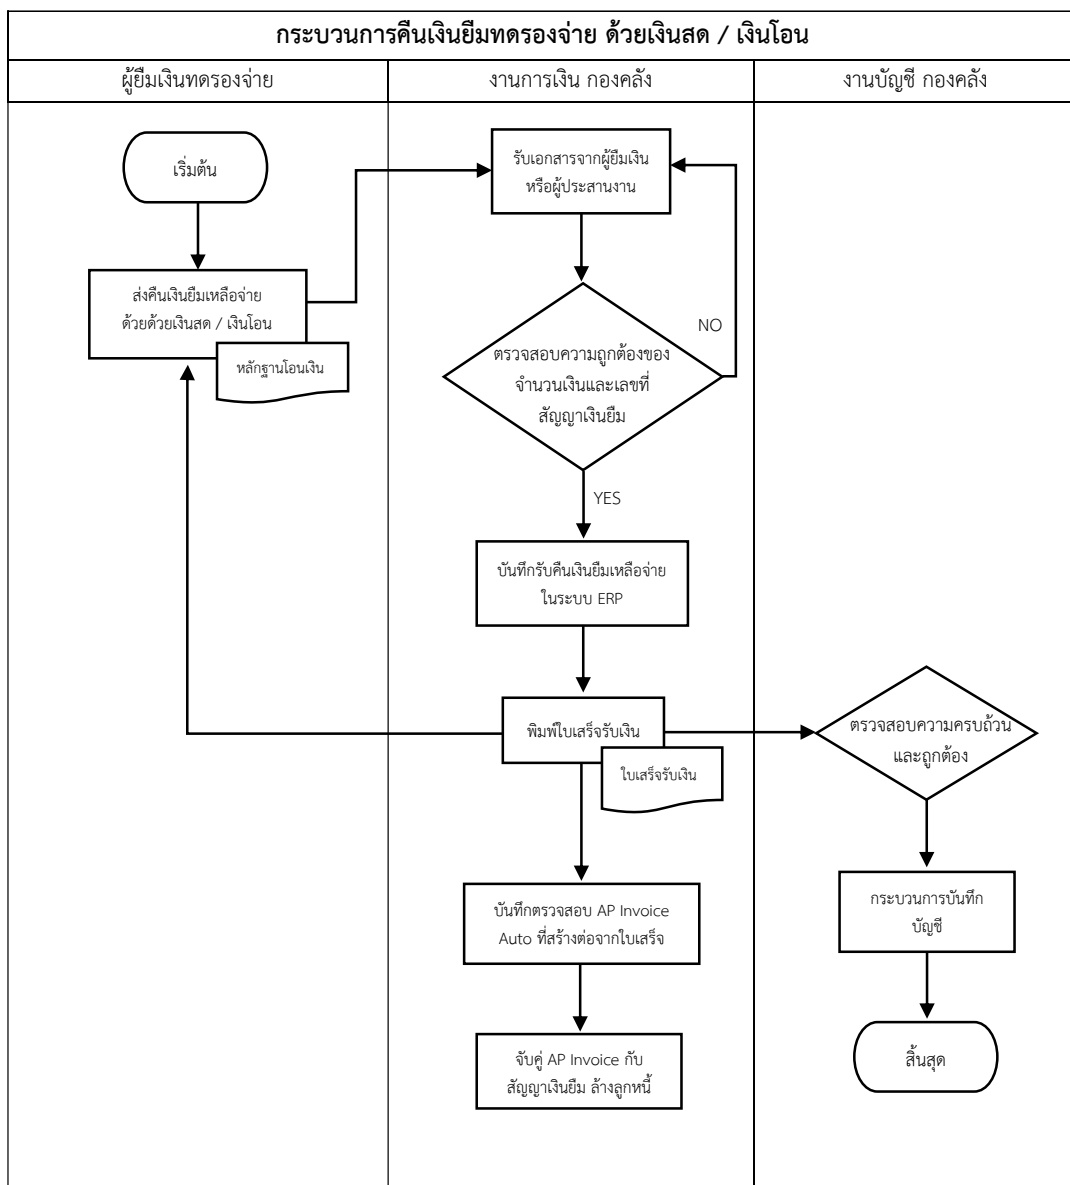 กระบวนการคืนเงินยืมทดรองจ่าย ด้วยเงินสด / เงินโอน
ผู้ยืมเงินทดรองจ่าย
งานการเงิน กองคลัง
งานบัญชี กองคลัง
เริ่มต้น
รับเอกสารจากผู้ยืมเงิน
หรือผู้ประสานงาน
ส่งคืนเงินยืมเหลือจ่าย
ด้วยด้วยเงินสด / เงินโอน
หลักฐานโอนเงิน
NO
ตรวจสอบความถูกต้องของ
จำนวนเงินและเลขที่
สัญญาเงินยืม
YES
บันทึกรับคืนเงินยืมเหลือจ่าย
ในระบบ ERP
พิมพ์ใบเสร็จรับเงิน
ใบเสร็จรับเงิน
ตรวจสอบความครบถ้วน
และถูกต้อง
บันทึกตรวจสอบ AP Invoice
Auto ที่สร้างต่อจากใบเสร็จ
กระบวนการบันทึก
บัญชี
จับคู่ AP Invoice กับ
สัญญาเงินยืม ล้างลูกหนี้
สิ้นสุด